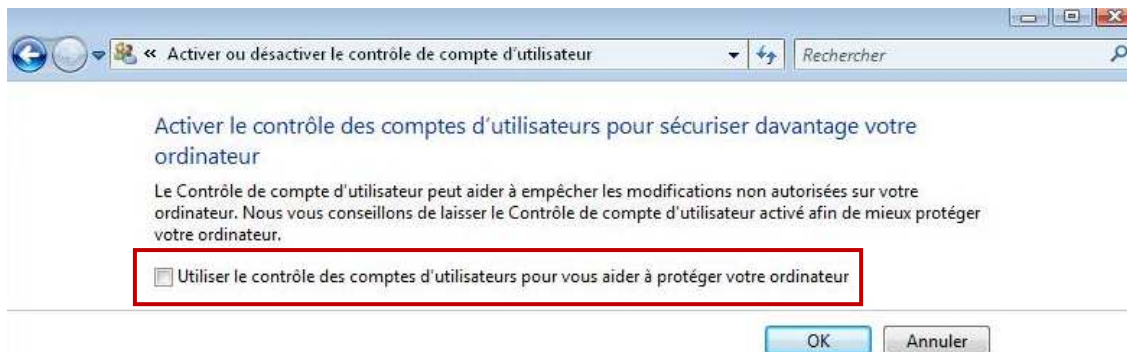 « Activer ou désactiver le contrôle de compte d'utilisateur
Rechercher
Activer le contrôle des comptes d'utilisateurs pour sécuriser davantage votre
ordinateur
Le Contrôle de compte d'utilisateur peut aider à empêcher les modifications non autorisées sur votre
ordinateur. Nous vous conseillons de laisser le Contrôle de compte d'utilisateur activé afin de mieux protéger
votre ordinateur.
Utiliser le contrôle des comptes d'utilisateurs pour vous aider à protéger votre ordinateur
OK
Annuler